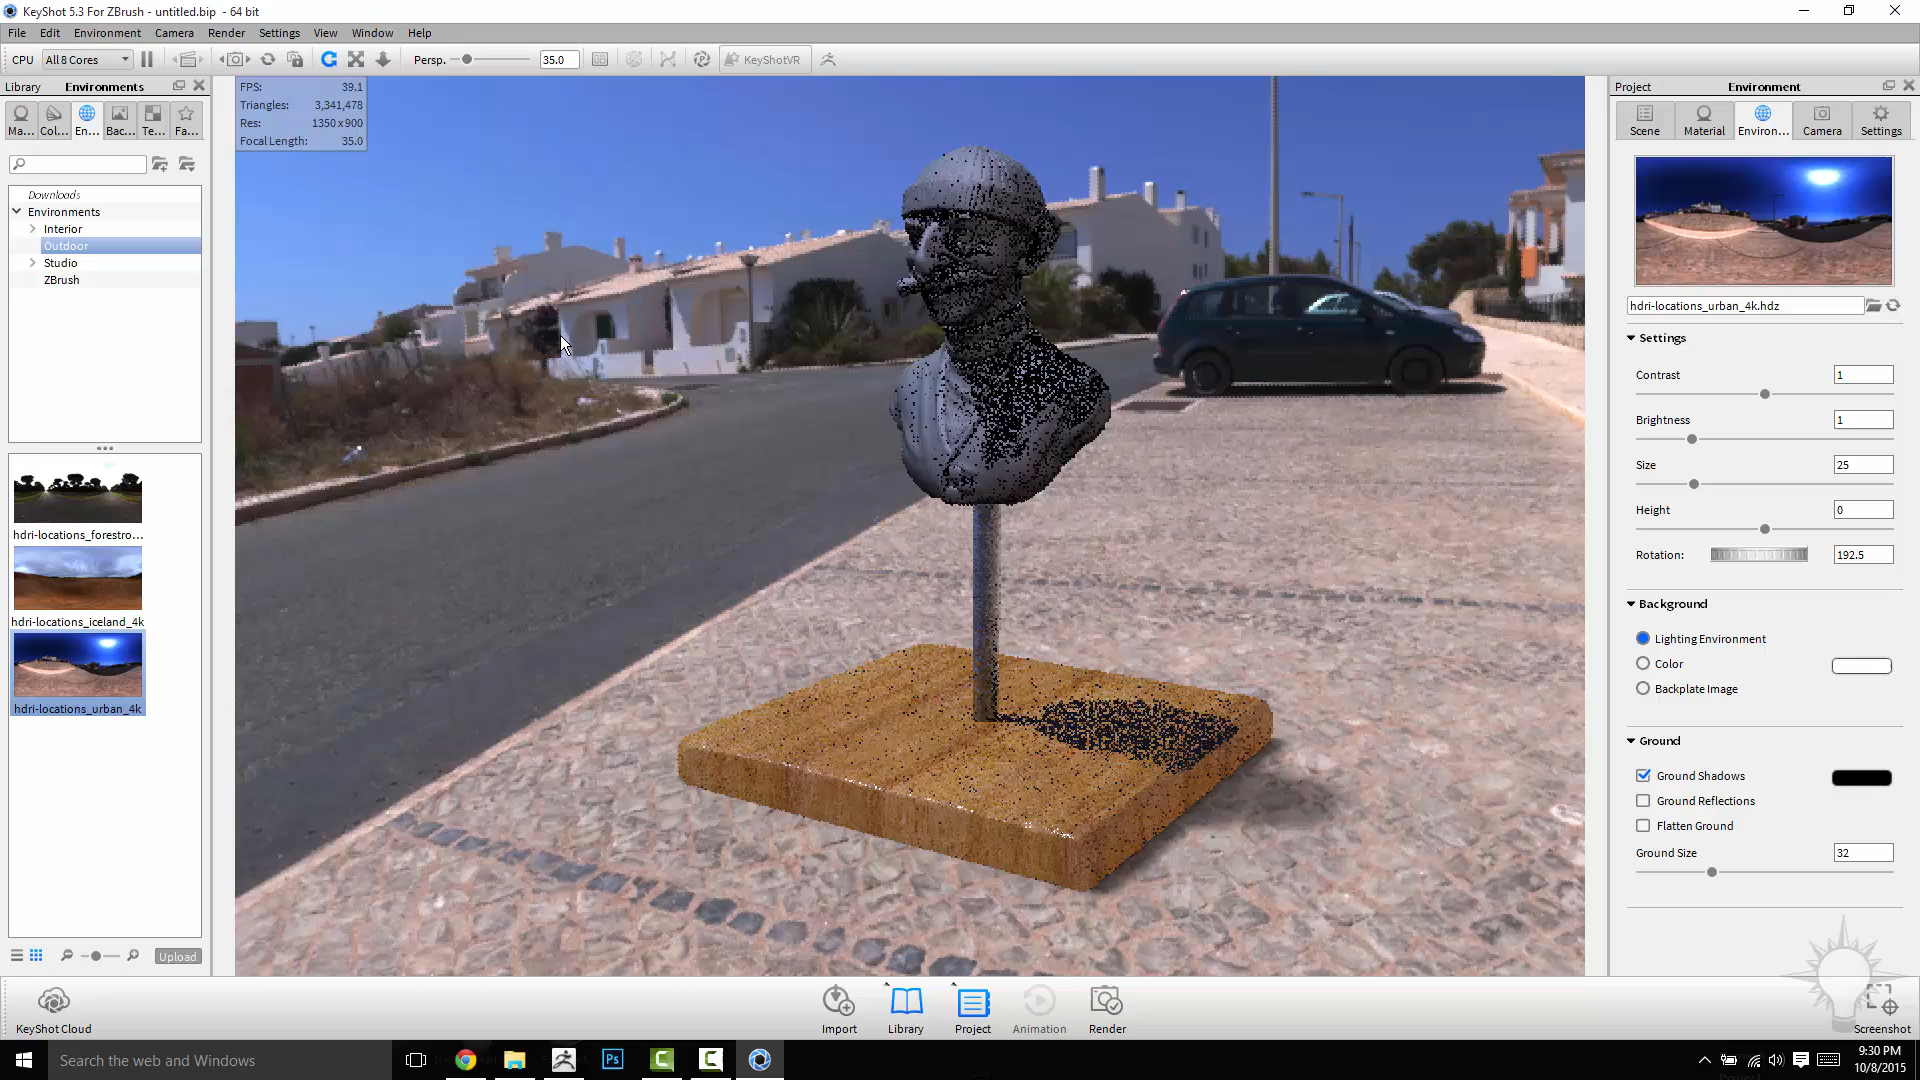 KeyShot 5.3 For ZBrush - untitled.bip - 64 bit
File Edit Environment Camera Render Settings View Window Help
CPU All 8 Cores Persp. 35.0 KeyShotVR
Library Environments
Ma... Col... En... Bac... Te... Fa...
Downloads
Environments
Interior
Outdoor
Studio
ZBrush
hdri-locations_forestro...
hdri-locations_iceland_4k
hdri-locations_urban_4k
Upload
FPS: 39.1
Triangles: 3,341,478
Res: 1350 x 900
Focal Length: 35.0
Project Environment
Scene Material Environ... Camera Settings
hdri-locations_urban_4k.hdz
Settings
Contrast 1
Brightness 1
Size 25
Height 0
Rotation: 192.5
Background
Lighting Environment
Color
Backplate Image
Ground
Ground Shadows
Ground Reflections
Flatten Ground
Ground Size 32
KeyShot Cloud Import Library Project Animation Render Screenshot
Search the web and Windows
Ps
9:30 PM
10/8/2015